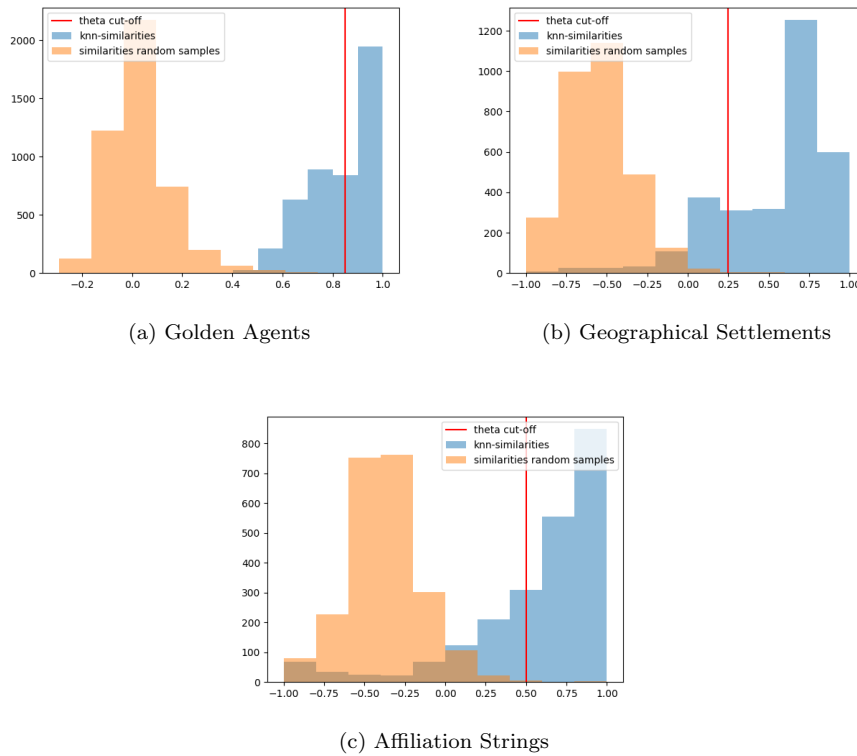 theta cut-off
knn-similarities
similarities random samples
2000
1500
1000
500
0
−0.2 0.0 0.2 0.4 0.6 0.8 1.0
(a) Golden Agents
theta cut-off
knn-similarities
similarities random samples
1200
1000
800
600
400
200
0
−1.00 −0.75 −0.50 −0.25 0.00 0.25 0.50 0.75 1.00
(b) Geographical Settlements
theta cut-off
knn-similarities
similarities random samples
800
700
600
500
400
300
200
100
0
−1.00 −0.75 −0.50 −0.25 0.00 0.25 0.50 0.75 1.00
(c) Affiliation Strings